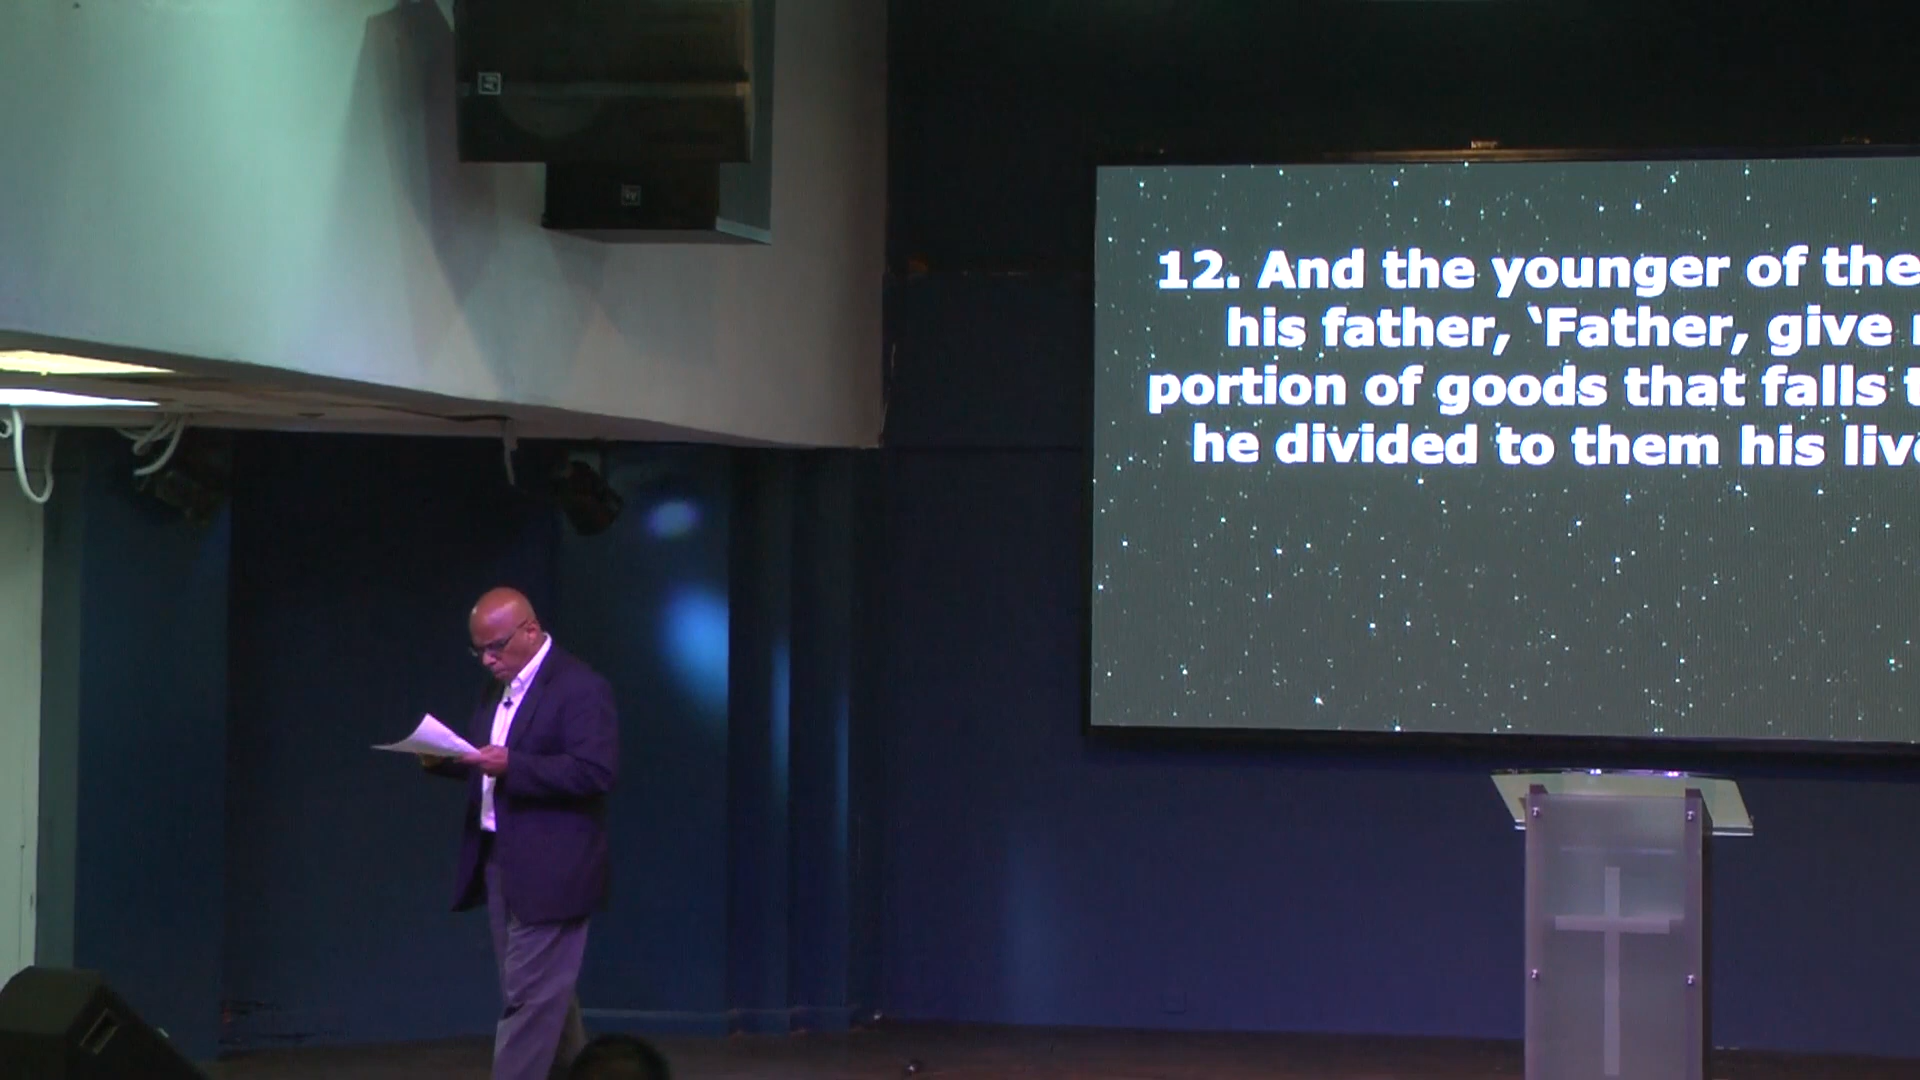 12. And the younger of the
his father, ‘Father, give
portion of goods that falls
he divided to them his